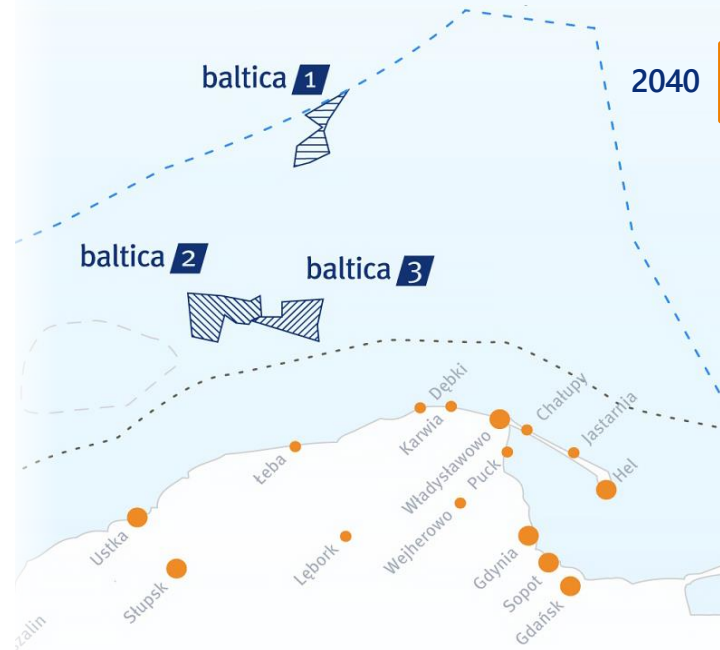 baltica 1
2040
baltica 2
baltica 3
Dębki
Karwia
Chałupy
Jastarnia
Władysławowo
Łeba
Puck
Hel
Wejherowo
Ustka
Lębork
Gdynia
Słupsk
Sopot
Gdańsk
zalin